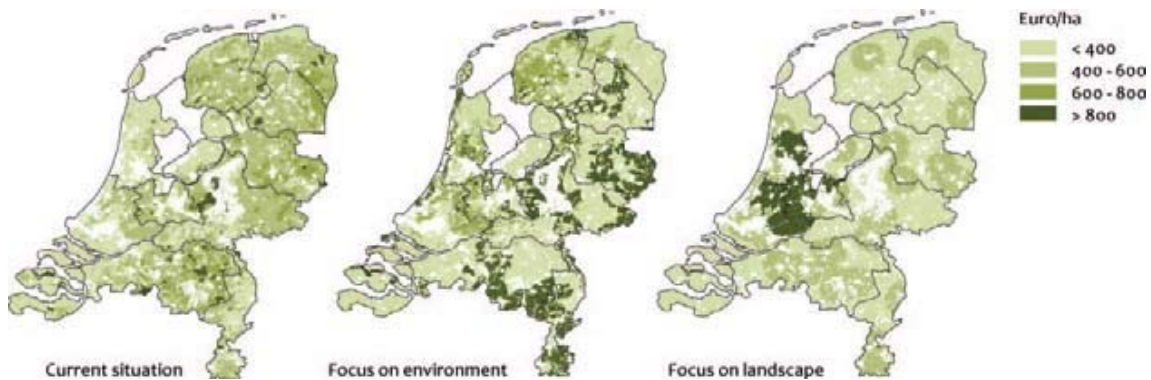 Euro/ha
< 400
400 - 600
600 - 800
> 800
Current situation
Focus on environment
Focus on landscape